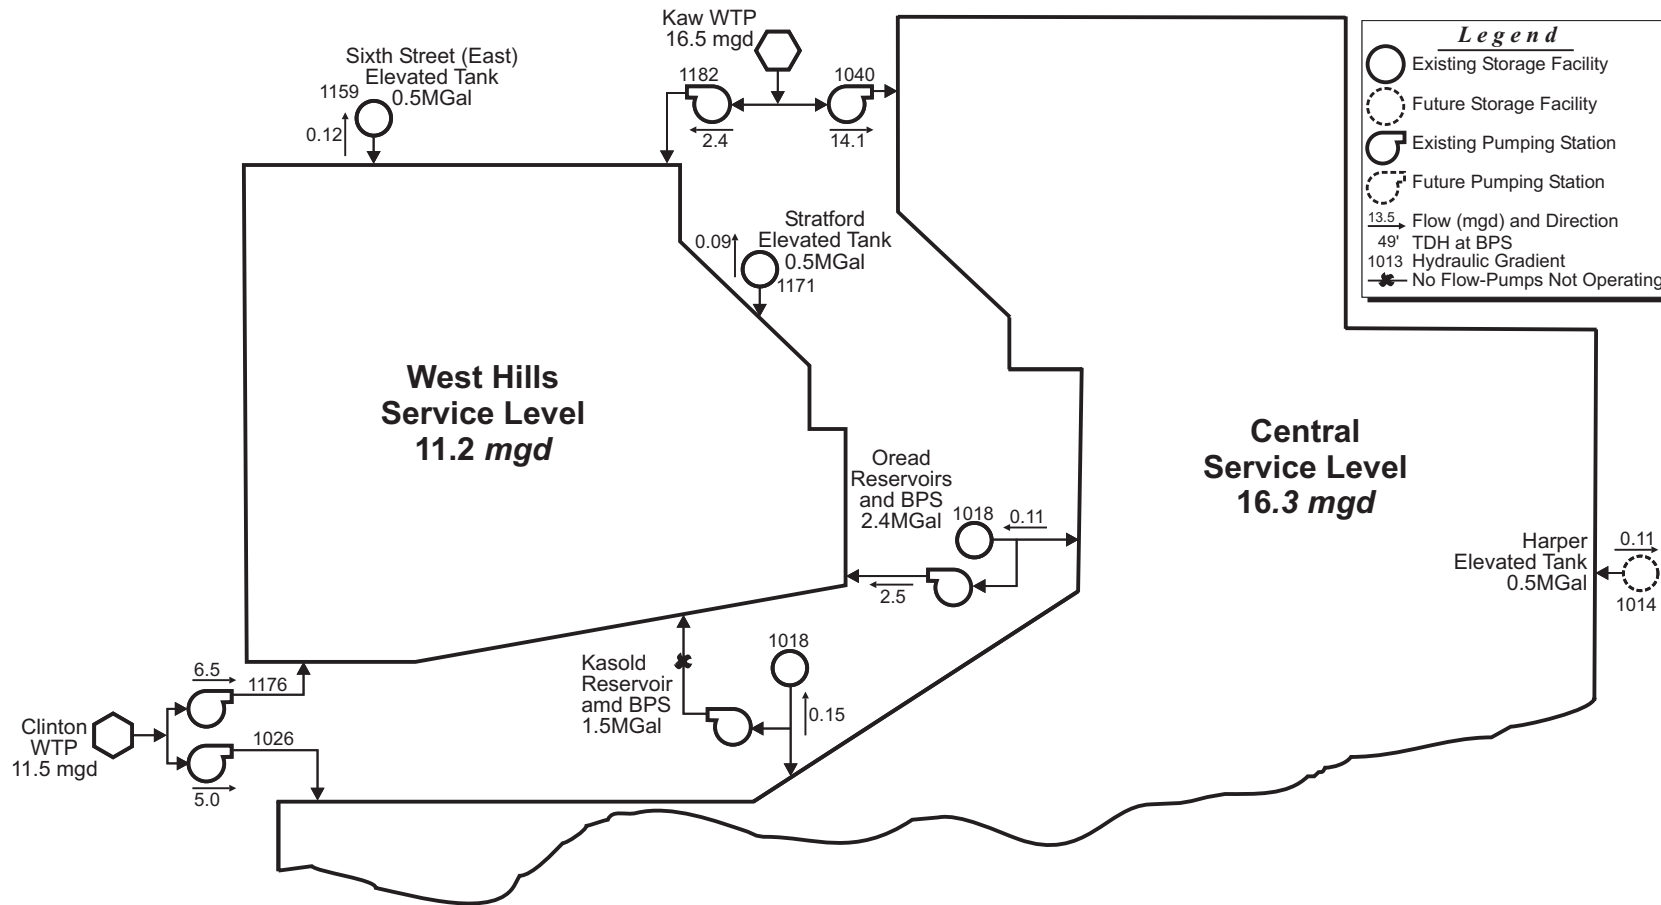 Kaw WTP
16.5 mgd
Sixth Street (East)
Elevated Tank
0.5MGal
1159
0.12
1182
2.4
1040
14.1
Legend
Existing Storage Facility
Future Storage Facility
Existing Pumping Station
Future Pumping Station
13.5 Flow (mgd) and Direction
49' TDH at BPS
1013 Hydraulic Gradient
No Flow-Pumps Not Operating
Stratford
Elevated Tank
0.5MGal
0.09
1171
West Hills
Service Level
11.2 mgd
Central
Service Level
16.3 mgd
Oread
Reservoirs
and BPS
2.4MGal
1018
0.11
2.5
Harper
Elevated Tank
0.5MGal
0.11
1014
Kasold
Reservoir
amd BPS
1.5MGal
1018
0.15
Clinton
WTP
11.5 mgd
6.5
1176
1026
5.0